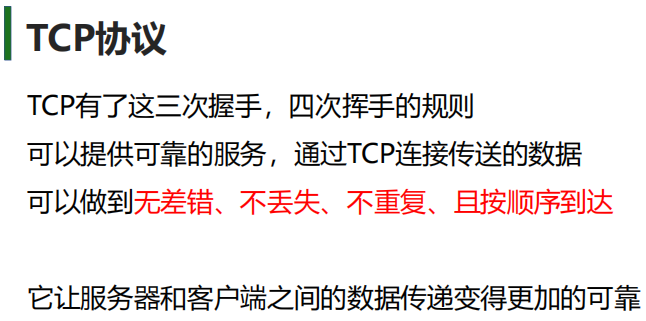 TCP协议
TCP有了这三次握手，四次挥手的规则
可以提供可靠的服务，通过TCP连接传送的数据
可以做到无差错、不丢失、不重复、且按顺序到达
它让服务器和客户端之间的数据传递变得更加的可靠